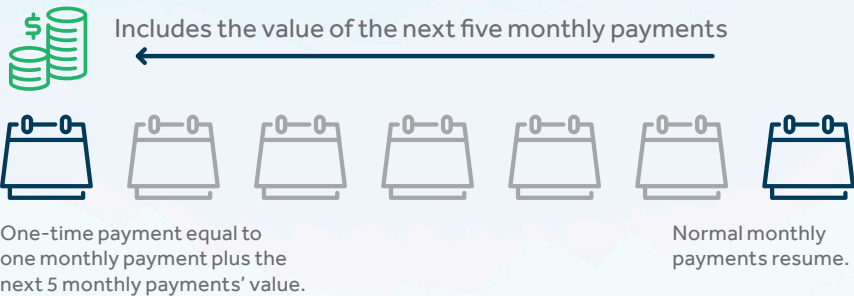 $
Includes the value of the next five monthly payments
One-time payment equal to
one monthly payment plus the
next 5 monthly payments’ value.
Normal monthly
payments resume.